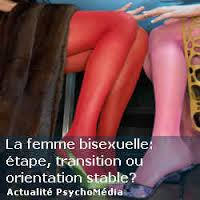 La femme bisexuelle:
étape, transition ou
orientation stable?
Actualité PsychoMédia